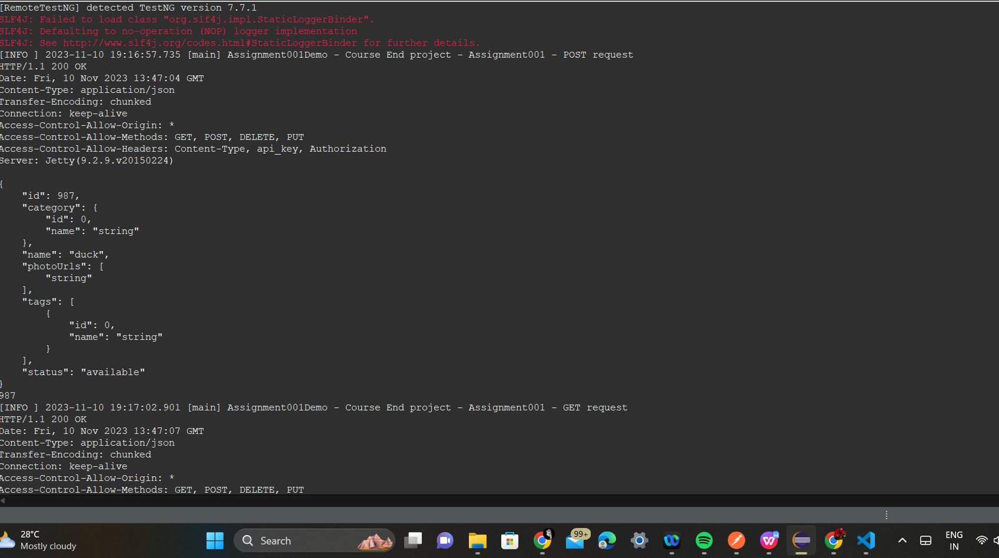 [RemoteTestNG] detected TestNG version 7.7.1
SLF4J: Failed to load class "org.slf4j.impl.StaticLoggerBinder".
SLF4J: Defaulting to no-operation (NOP) logger implementation
SLF4J: See http://www.slf4j.org/codes.html#StaticLoggerBinder for further details.
[INFO ] 2023-11-10 19:16:57.735 [main] Assignment001Demo - Course End project - Assignment001 - POST request
HTTP/1.1 200 OK
Date: Fri, 10 Nov 2023 13:47:04 GMT
Content-Type: application/json
Transfer-Encoding: chunked
Connection: keep-alive
Access-Control-Allow-Origin: *
Access-Control-Allow-Methods: GET, POST, DELETE, PUT
Access-Control-Allow-Headers: Content-Type, api_key, Authorization
Server: Jetty(9.2.9.v20150224)
{
    "id": 987,
    "category": {
        "id": 0,
        "name": "string"
    },
    "name": "duck",
    "photoUrls": [
        "string"
    ],
    "tags": [
        {
            "id": 0,
            "name": "string"
        }
    ],
    "status": "available"
}
987
[INFO ] 2023-11-10 19:17:02.901 [main] Assignment001Demo - Course End project - Assignment001 - GET request
HTTP/1.1 200 OK
Date: Fri, 10 Nov 2023 13:47:07 GMT
Content-Type: application/json
Transfer-Encoding: chunked
Connection: keep-alive
Access-Control-Allow-Origin: *
Access-Control-Allow-Methods: GET, POST, DELETE, PUT
28°C
Mostly cloudy
Search
99+
ENG
IN